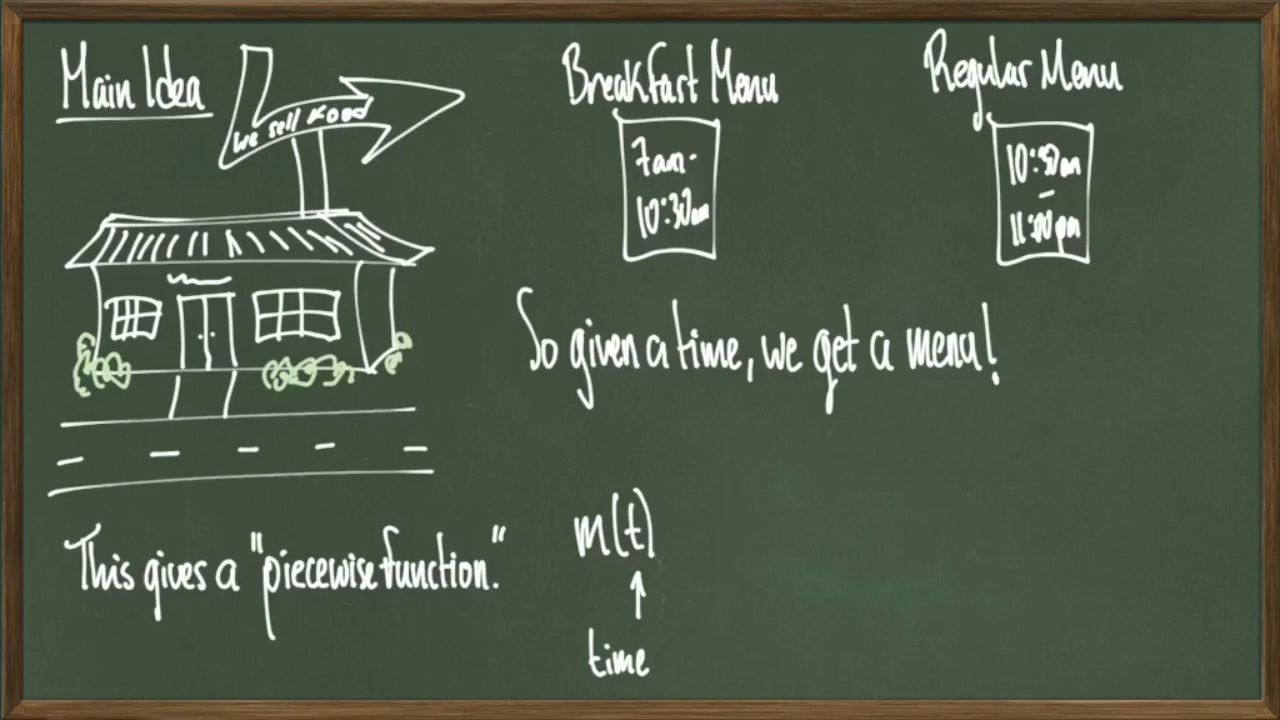 Main Idea
we sell food
Breakfast Menu
7am-
10:30am
Regular Menu
10:30am
-
11:00pm
So given a time, we get a menu!
This gives a "piecewise function."
m(t)
↑
time